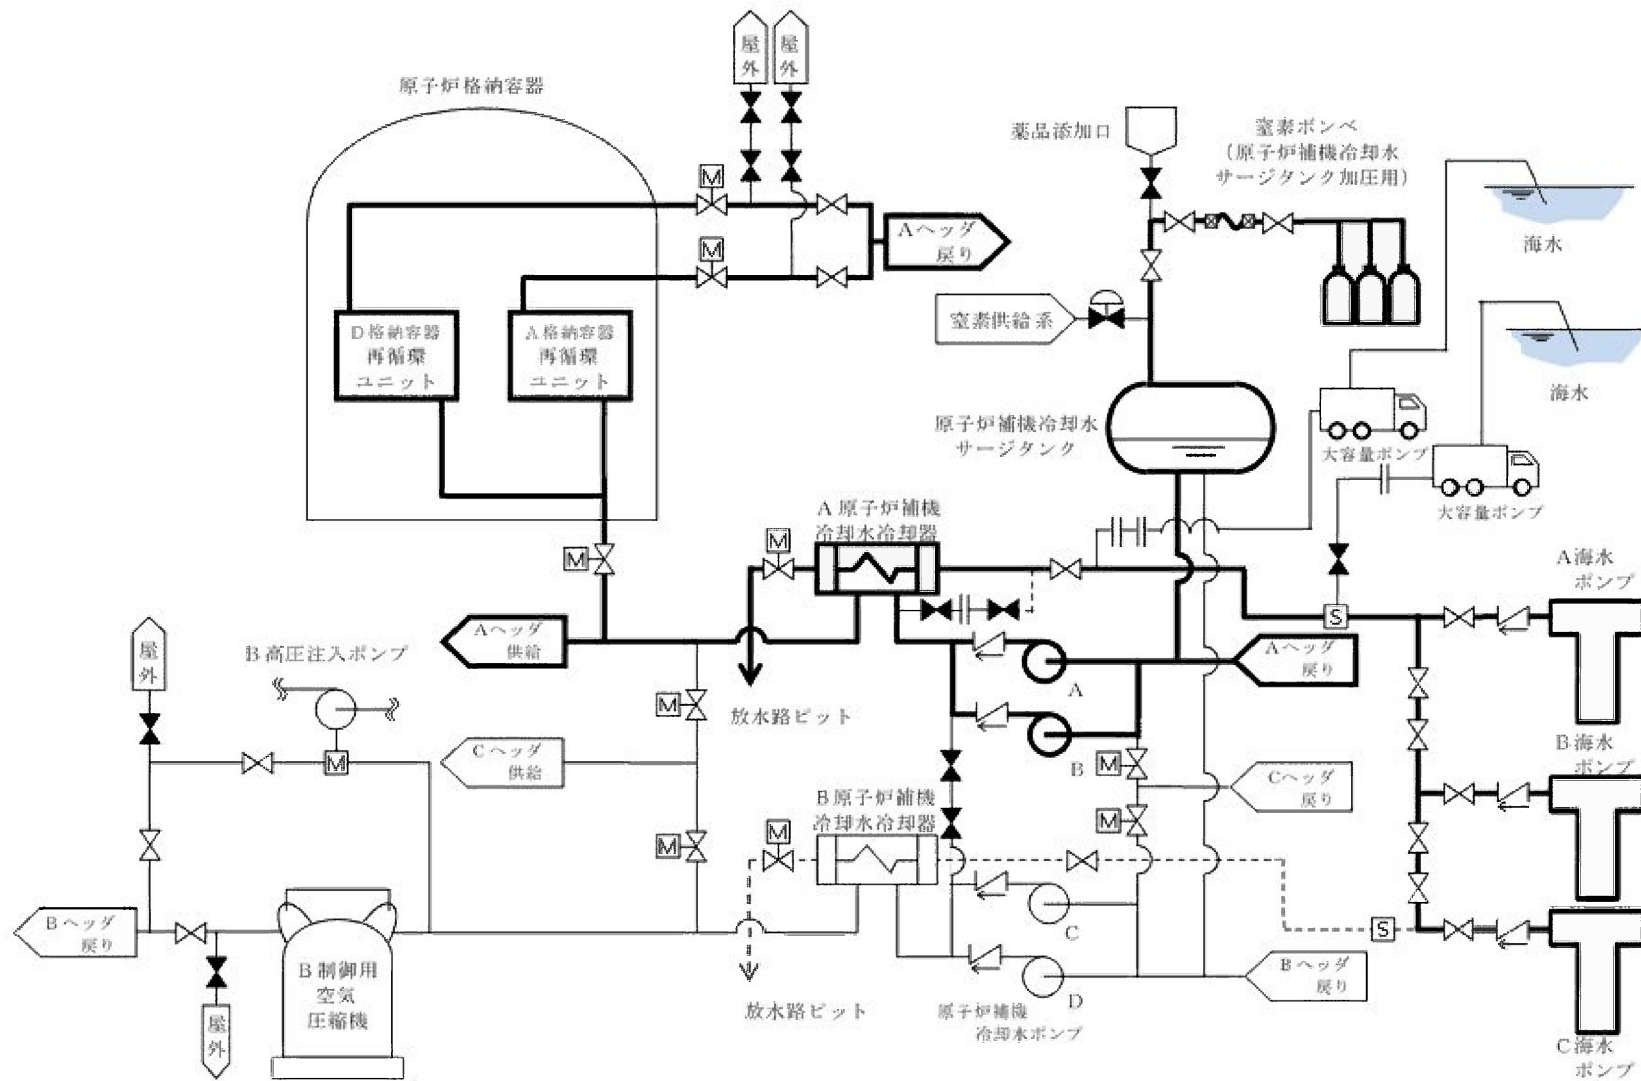 屋外
屋外
原子炉格納容器
薬品添加口
窒素ボンベ
（原子炉補機冷却水
サージタンク加圧用）
海水
M
M
Aヘッダ
戻り
窒素供給系
D格納容器
再循環
ユニット
A格納容器
再循環
ユニット
海水
原子炉補機冷却水
サージタンク
大容量ポンプ
大容量ポンプ
A原子炉補機
冷却水冷却器
M
M
A海水
ポンプ
S
Aヘッダ
供給
Aヘッダ
戻り
屋外
B高圧注入ポンプ
A
M
放水路ピット
B海水
ポンプ
Cヘッダ
供給
M
B
M
Cヘッダ
戻り
B原子炉補機
冷却水冷却器
M
M
M
Bヘッダ
戻り
C
S
B制御用
空気
圧縮機
Bヘッダ
戻り
D
屋外
放水路ピット
原子炉補機
冷却水ポンプ
C海水
ポンプ